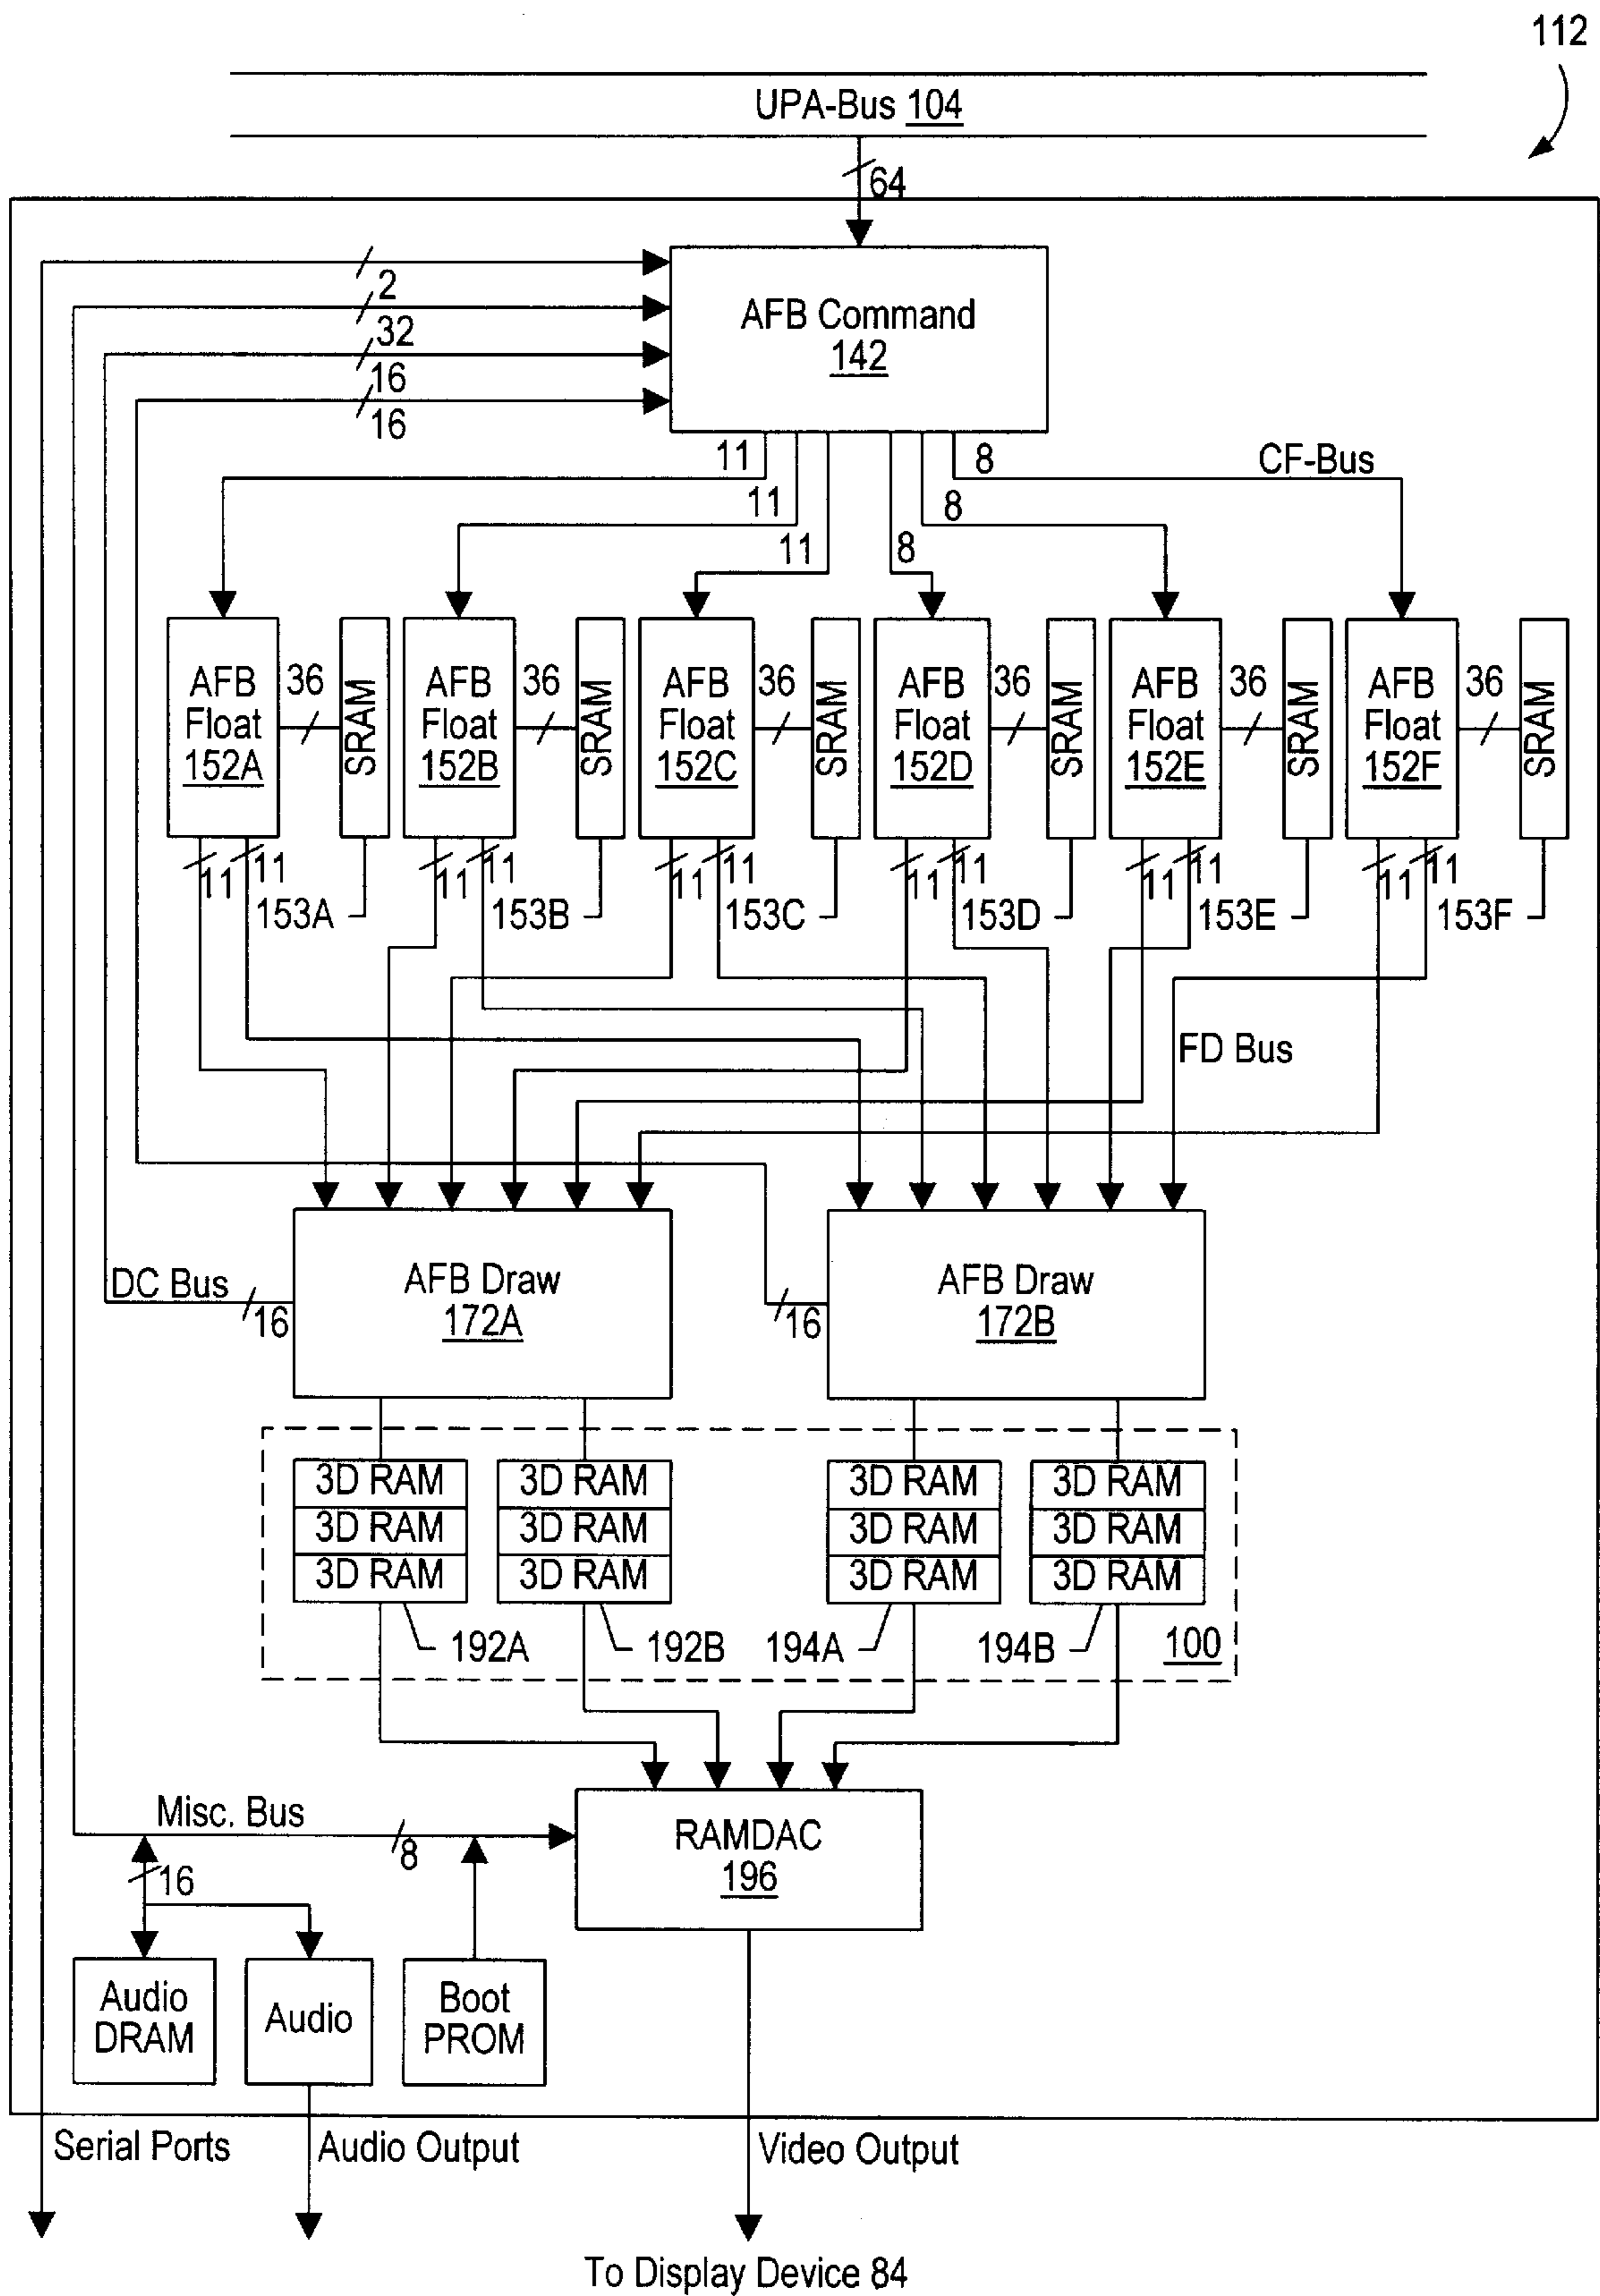 112
UPA-Bus 104
64
2
32
16
16
AFB Command
142
11
11
11
8
8
8
CF-Bus
AFB
Float
152A
36
SRAM
AFB
Float
152B
36
SRAM
AFB
Float
152C
36
SRAM
AFB
Float
152D
36
SRAM
AFB
Float
152E
36
SRAM
AFB
Float
152F
36
SRAM
11
11
153A
11
11
153B
11
11
153C
11
11
153D
11
11
153E
11
11
153F
FD Bus
DC Bus
16
AFB Draw
172A
16
AFB Draw
172B
3D RAM
3D RAM
3D RAM
3D RAM
3D RAM
3D RAM
3D RAM
3D RAM
3D RAM
3D RAM
3D RAM
3D RAM
192A
192B
194A
194B
100
Misc. Bus
8
16
RAMDAC
196
Audio
DRAM
Audio
Boot
PROM
Serial Ports
Audio Output
Video Output
To Display Device 84